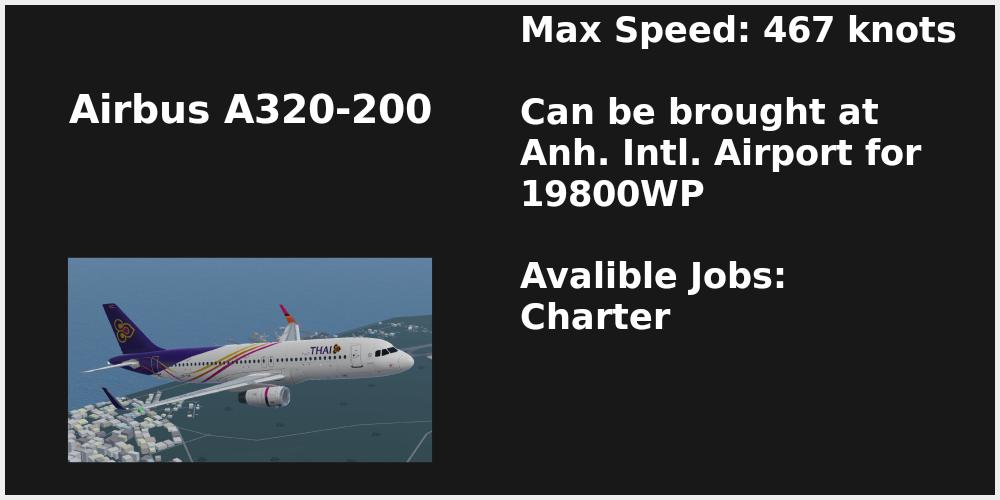 Airbus A320-200
THAI
Max Speed: 467 knots
Can be brought at
Anh. Intl. Airport for
19800WP
Avalible Jobs:
Charter